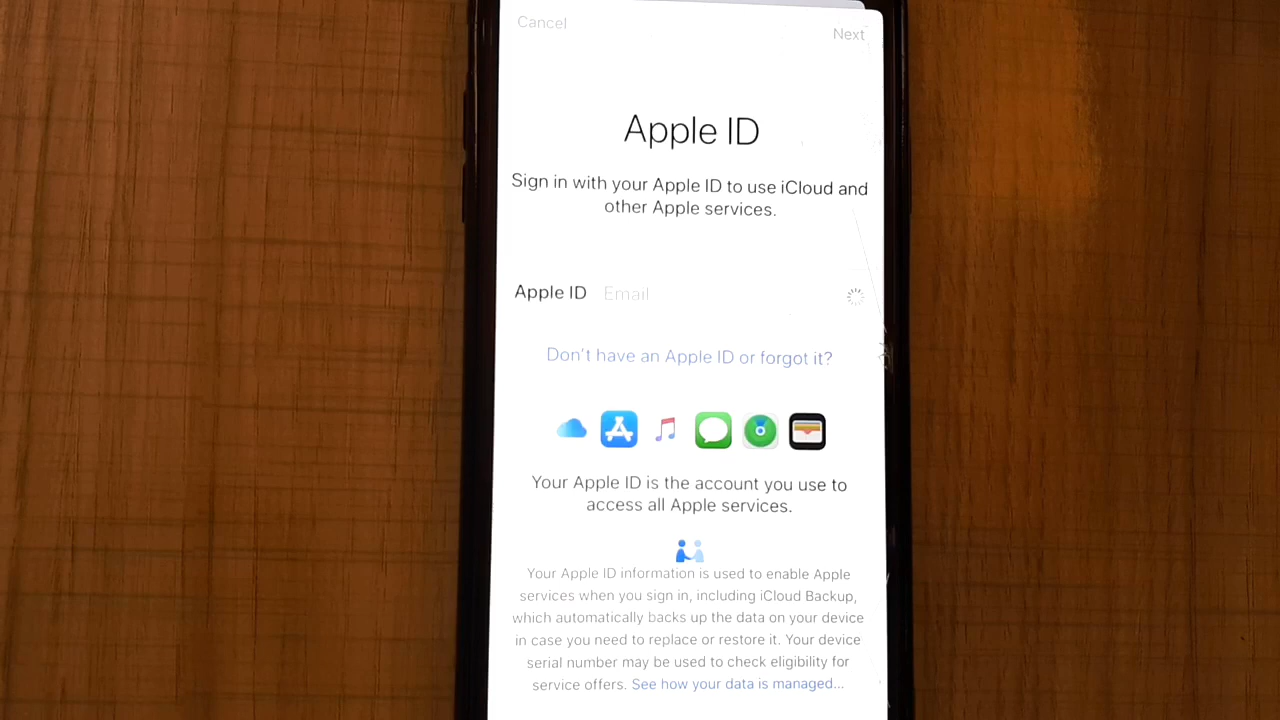 Cancel
Next
Apple ID
Sign in with your Apple ID to use iCloud and
other Apple services.
Apple ID Email
Don't have an Apple ID or forgot it?
Your Apple ID is the account you use to
access all Apple services.
Your Apple ID information is used to enable Apple
services when you sign in, including iCloud Backup,
which automatically backs up the data on your device
in case you need to replace or restore it. Your device
serial number may be used to check eligibility for
service offers. See how your data is managed...